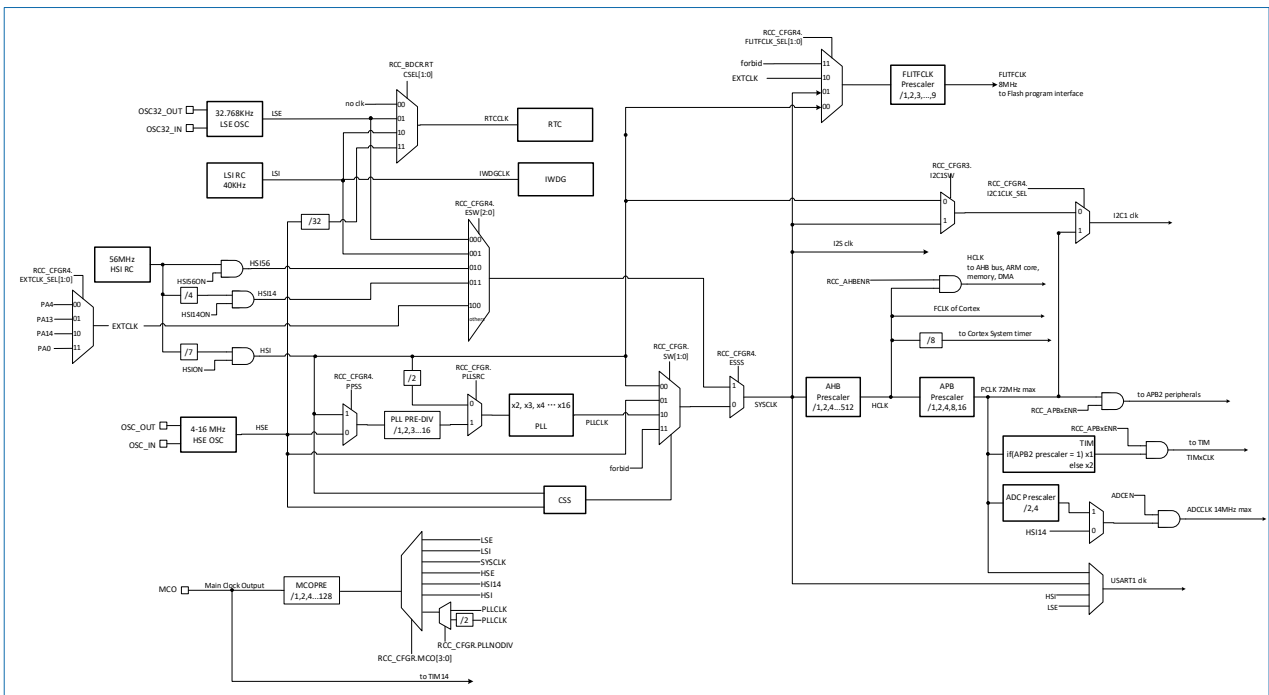 RCC_CFGR4.
FLITFCLK_SEL[1:0]
forbid
EXTCLK
11
10
01
00
FLITFCLK
Prescaler
/1,2,3,...,9
FLITFCLK
8MHz
to Flash program interface
RCC_BDCR.RT
CSEL[1:0]
no clk
00
01
10
11
OSC32_OUT
OSC32_IN
32.768KHz
LSE OSC
LSE
RTCCLK
RTC
LSI RC
40KHz
LSI
IWDGCLK
IWDG
RCC_CFGR3.
I2C1SW
0
1
RCC_CFGR4.
I2C1CLK_SEL
0
1
I2C1 clk
/32
RCC_CFGR4.
ESW[2:0]
000
001
010
011
100
others
56MHz
HSI RC
HSI56
HSI56ON
/4
HSI14
HSI14ON
RCC_CFGR4.
EXTCLK_SEL[1:0]
PA4
PA13
PA14
PA0
00
01
10
11
EXTCLK
/7
HSI
HSION
I2S clk
HCLK
to AHB bus, ARM core,
memory, DMA
RCC_AHBENR
FCLK of Cortex
/8
to Cortex System timer
RCC_CFGR4.
PPSS
1
0
/2
RCC_CFGR.
PLLSRC
0
1
PLL PRE-DIV
/1,2,3...16
x2, x3, x4 ··· x16
PLL
PLLCLK
RCC_CFGR.
SW[1:0]
00
01
10
11
forbid
RCC_CFGR4.
ESSS
1
0
SYSCLK
AHB
Prescaler
/1,2,4...512
HCLK
APB
Prescaler
/1,2,4,8,16
PCLK 72MHz max
RCC_APBxENR
to APB2 peripherals
OSC_OUT
OSC_IN
4-16 MHz
HSE OSC
HSE
CSS
RCC_APBxENR
TIM
if(APB2 prescaler = 1) x1
else x2
to TIM
TIMxCLK
ADC Prescaler
/2,4
HSI14
1
0
ADCEN
ADCCLK 14MHz max
HSI
LSE
USART1 clk
MCO
Main Clock Output
MCOPRE
/1,2,4...128
LSE
LSI
SYSCLK
HSE
HSI14
HSI
PLLCLK
/2
PLLCLK
RCC_CFGR.PLLNODIV
RCC_CFGR.MCO[3:0]
to TIM14